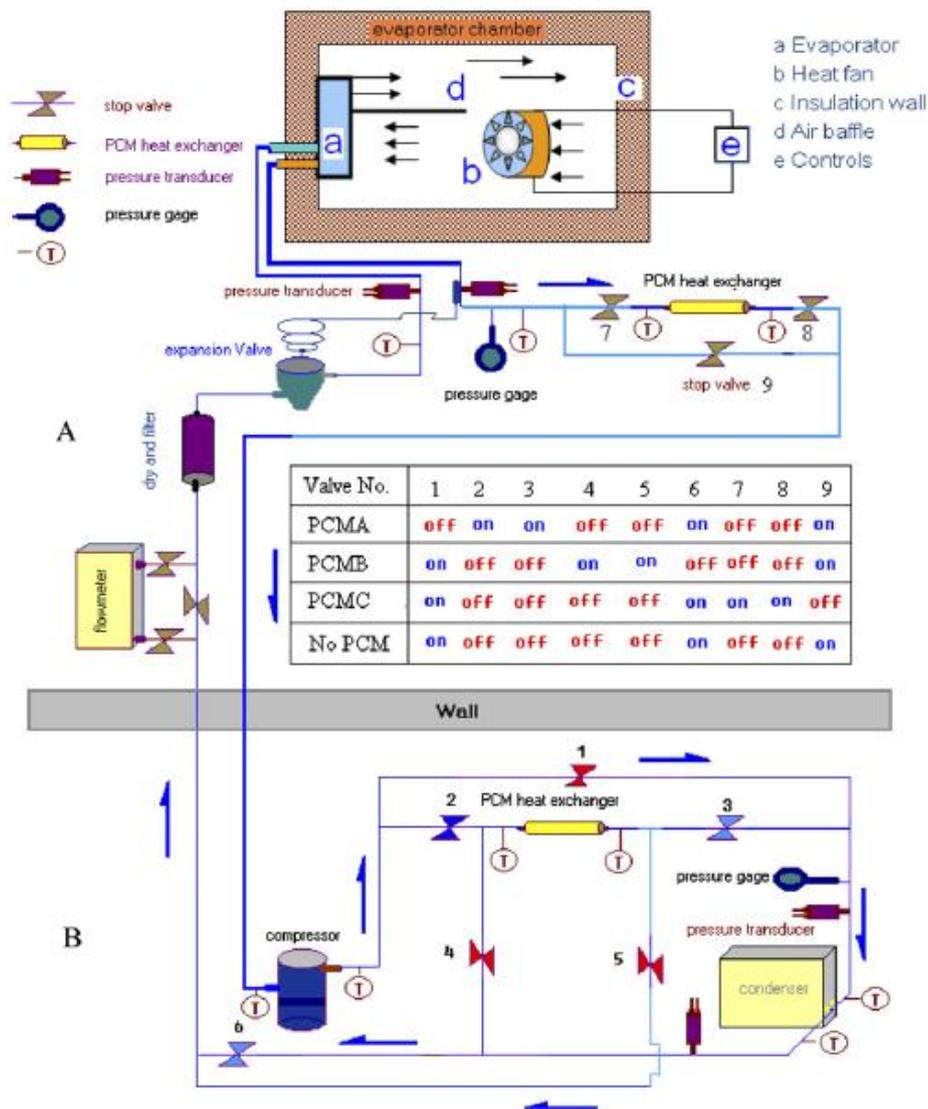 evaporator chamber
a Evaporator
b Heat fan
c Insulation wall
d Air baffle
e Controls
stop valve
PCM heat exchanger
pressure transducer
pressure gage
T
a
b
c
d
e
pressure transducer
PCM heat exchanger
T
T
T
T
7
8
expansion Valve
pressure gage
stop valve 9
A
dry and filter
flowmeter
Valve No. 1 2 3 4 5 6 7 8 9
PCMA off on on off off on off off on
PCMB on off off on on off off off on
PCMC on off off off off on on on off
No PCM on off off off off on off off on
Wall
1
2
PCM heat exchanger
3
T
T
pressure gage
B
compressor
4
5
pressure transducer
condenser
T
T
T
T
6